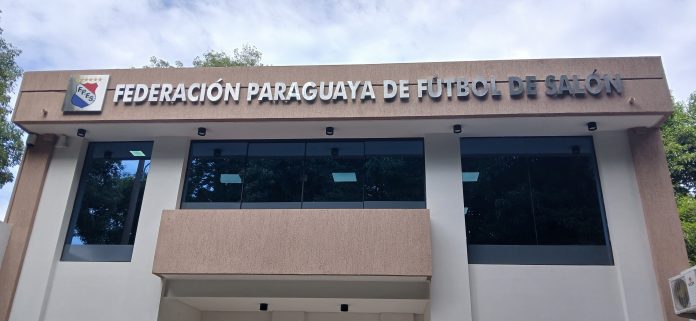 FEDERACIÓN PARAGUAYA DE FÚTBOL DE SALÓN